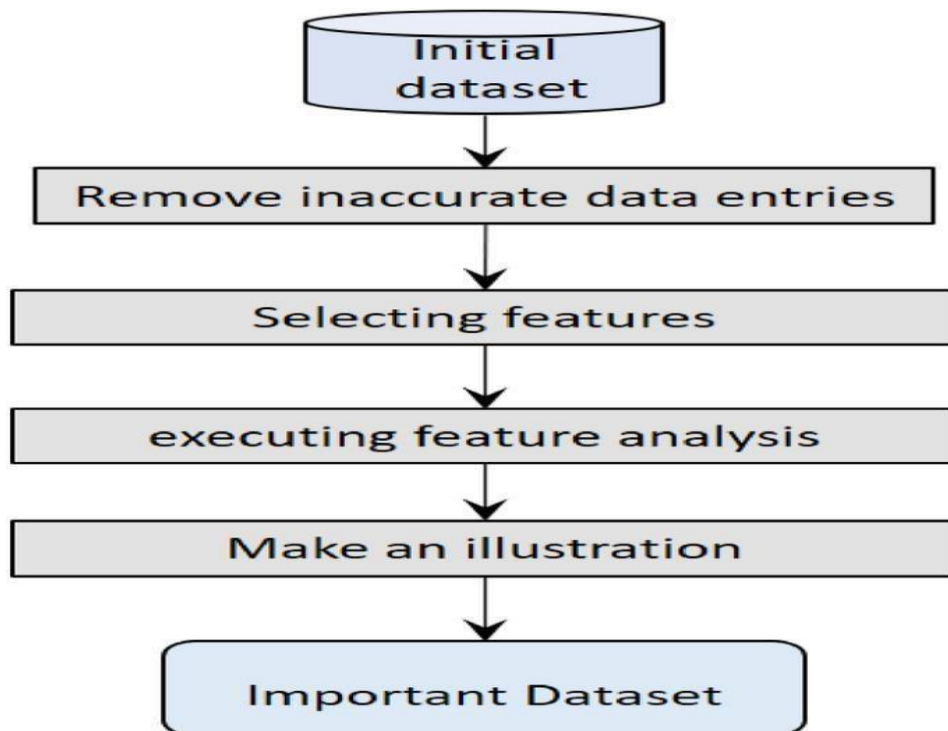 Initial
dataset
Remove inaccurate data entries
Selecting features
executing feature analysis
Make an illustration
Important Dataset